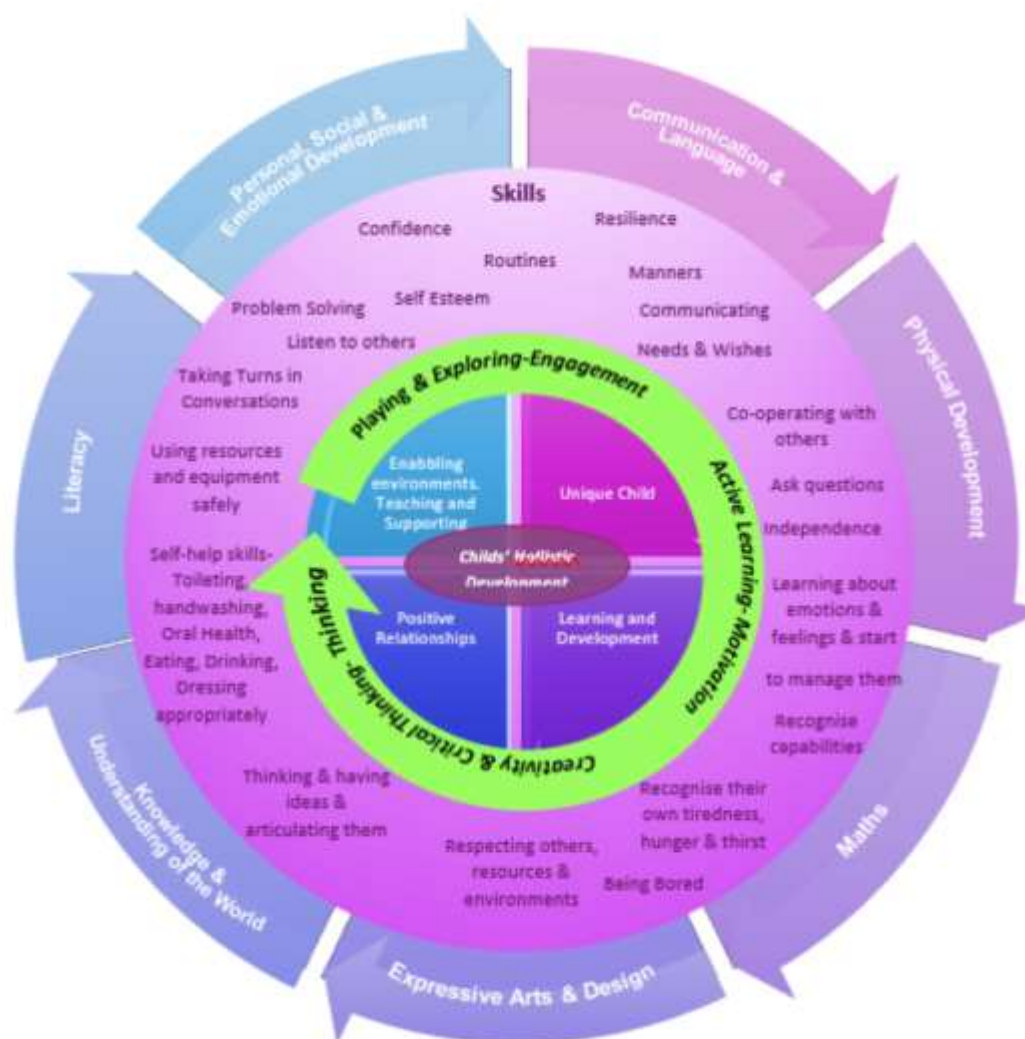 Personal, Social &
Emotional Development
Communication &
Language
Physical Development
Maths
Expressive Arts & Design
Knowledge &
Understanding of the World
Literacy
Skills
Confidence
Resilience
Routines
Manners
Self Esteem
Problem Solving
Communicating
Listen to others
Needs & Wishes
Taking Turns in
Conversations
Co-operating with
others
Using resources
and equipment
safely
Ask questions
Independence
Self-help skills-
Toileting,
handwashing,
Oral Health,
Eating, Drinking,
Dressing
appropriately
Learning about
emotions &
feelings & start
to manage them
Recognise
capabilities
Thinking & having
ideas &
articulating them
Recognise their
own tiredness,
hunger & thirst
Respecting others,
resources &
environments
Being Bored
Playing & Exploring-Engagement
Active Learning- Motivation
Creativity & Critical Thinking- Thinking
Enabbling
environments.
Teaching and
Supporting
Unique Child
Childs' Holistic
Development
Positive
Relationships
Learning and
Development